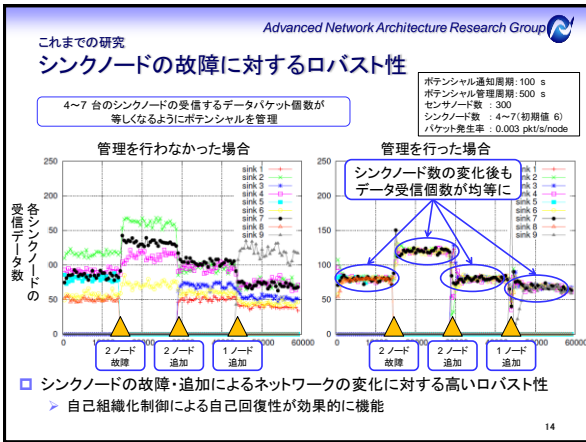 Advanced Network Architecture Research Group
これまでの研究
シンクノードの故障に対するロバスト性
ポテンシャル通知周期：100 s
ポテンシャル管理周期：500 s
センサノード数 ： 300
シンクノード数 ： 4~7（初期値 6）
パケット発生率 ： 0.003 pkt/s/node
4~7 台のシンクノードの受信するデータパケット個数が
等しくなるようにポテンシャルを管理
管理を行わなかった場合
管理を行った場合
各シンクノードの
受信データ数
250
200
150
100
50
0
sink 1
sink 2
sink 3
sink 4
sink 5
sink 6
sink 7
sink 8
sink 9
60000
2 ノード
故障
2 ノード
追加
1 ノード
追加
250
200
150
100
50
0
シンクノード数の変化後も
データ受信個数が均等に
sink 8
sink 9
60000
2 ノード
故障
2 ノード
追加
1 ノード
追加
シンクノードの故障・追加によるネットワークの変化に対する高いロバスト性
自己組織化制御による自己回復性が効果的に機能
14